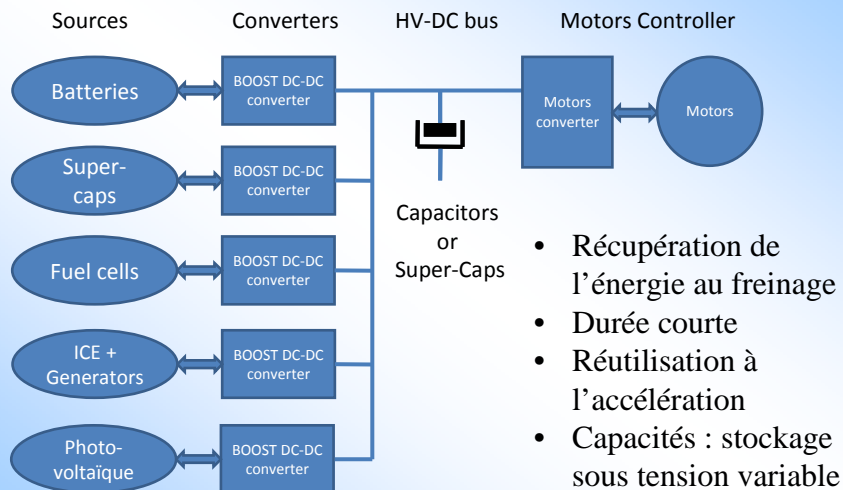 Sources
Converters
HV-DC bus
Motors Controller
Batteries
BOOST DC-DC
converter
Motors
converter
Motors
Super-
caps
BOOST DC-DC
converter
Capacitors
or
Super-Caps
Fuel cells
BOOST DC-DC
converter
ICE +
Generators
BOOST DC-DC
converter
Photo-
voltaïque
BOOST DC-DC
converter
• Récupération de
l’énergie au freinage
• Durée courte
• Réutilisation à
l’accélération
• Capacités : stockage
sous tension variable